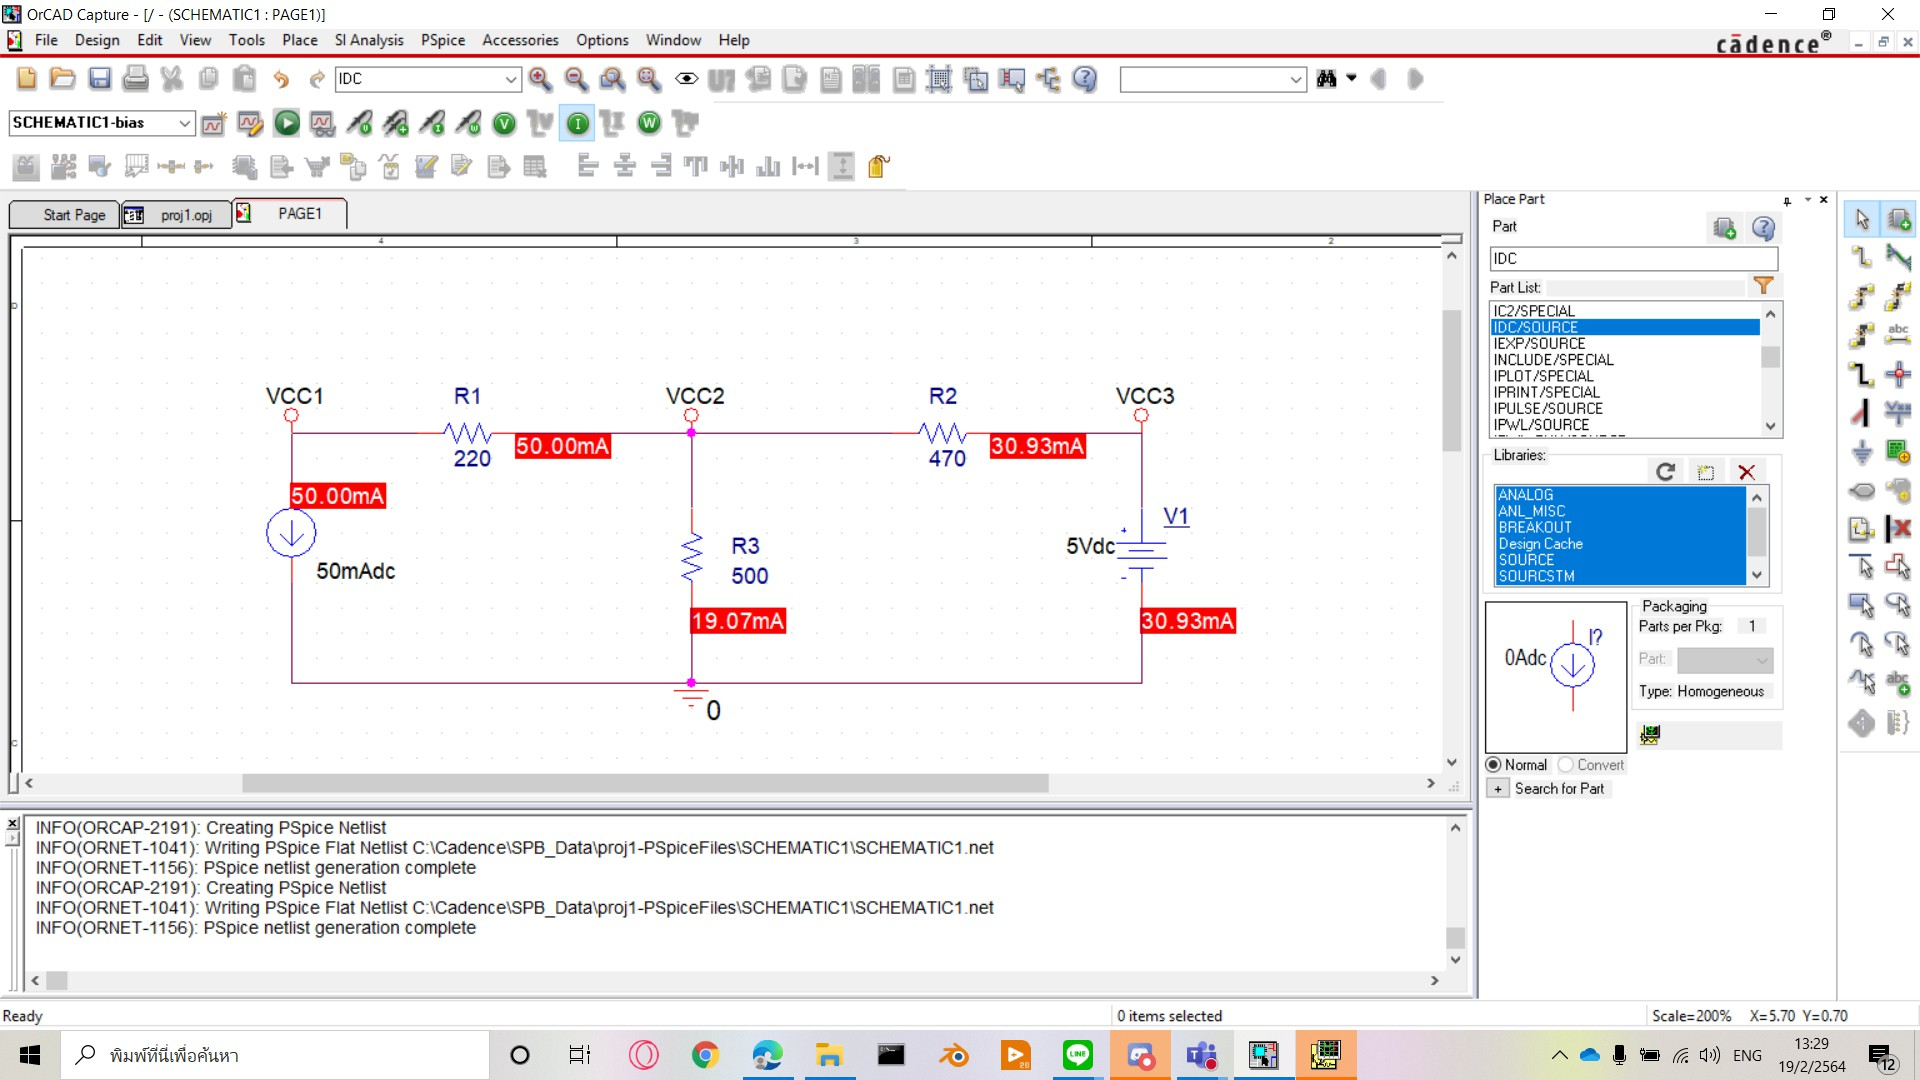 OrCAD Capture - [/ - (SCHEMATIC1 : PAGE1)]
File Design Edit View Tools Place SI Analysis PSpice Accessories Options Window Help
cādence®
IDC
SCHEMATIC1-bias
Start Page
proj1.opj
PAGE1
4
3
2
D
C
VCC1
R1
VCC2
R2
VCC3
220
50.00mA
470
30.93mA
50.00mA
50mAdc
R3
500
V1
5Vdc
19.07mA
30.93mA
0
Place Part
Part
IDC
Part List:
IC2/SPECIAL
IDC/SOURCE
IEXP/SOURCE
INCLUDE/SPECIAL
IPLOT/SPECIAL
IPRINT/SPECIAL
IPULSE/SOURCE
IPWL/SOURCE
Libraries:
ANALOG
ANL_MISC
BREAKOUT
Design Cache
SOURCE
SOURCSTM
Packaging
Parts per Pkg: 1
Part:
Type: Homogeneous
I?
0Adc
Normal Convert
+ Search for Part
INFO(ORCAP-2191): Creating PSpice Netlist
INFO(ORNET-1041): Writing PSpice Flat Netlist C:\Cadence\SPB_Data\proj1-PSpiceFiles\SCHEMATIC1\SCHEMATIC1.net
INFO(ORNET-1156): PSpice netlist generation complete
INFO(ORCAP-2191): Creating PSpice Netlist
INFO(ORNET-1041): Writing PSpice Flat Netlist C:\Cadence\SPB_Data\proj1-PSpiceFiles\SCHEMATIC1\SCHEMATIC1.net
INFO(ORNET-1156): PSpice netlist generation complete
Ready
0 items selected
Scale=200% X=5.70 Y=0.70
พิมพ์ที่นี่เพื่อค้นหา
LINE
ENG
13:29
19/2/2564
12